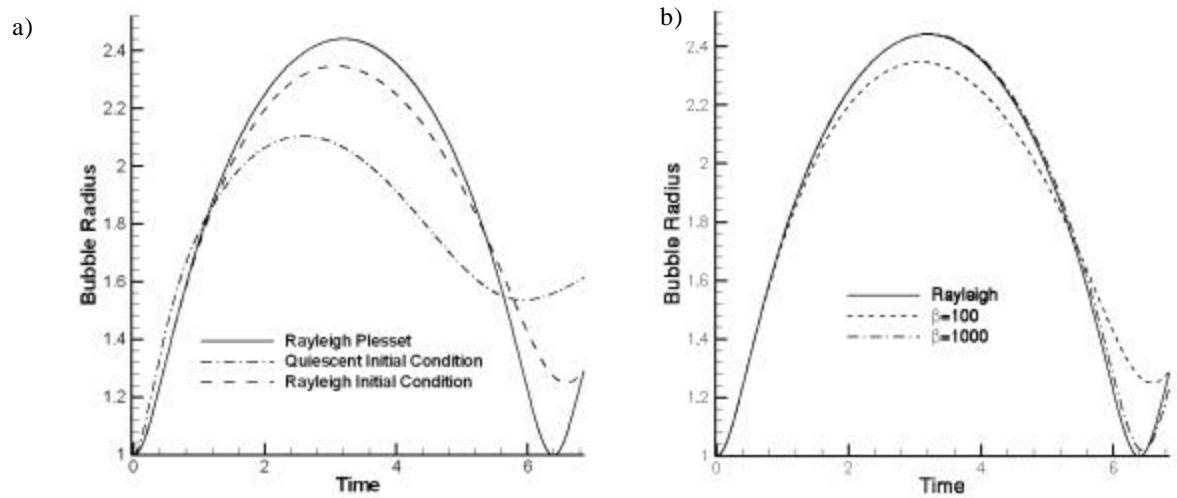 a)
2.4
2.2
2
1.8
1.6
1.4
1.2
1
Bubble Radius
Rayleigh Plesset
Quiescent Initial Condition
Rayleigh Initial Condition
0
2
4
6
Time
b)
2.4
2.2
2
1.8
1.6
1.4
1.2
1
Bubble Radius
Rayleigh
β=100
β=1000
0
2
4
6
Time